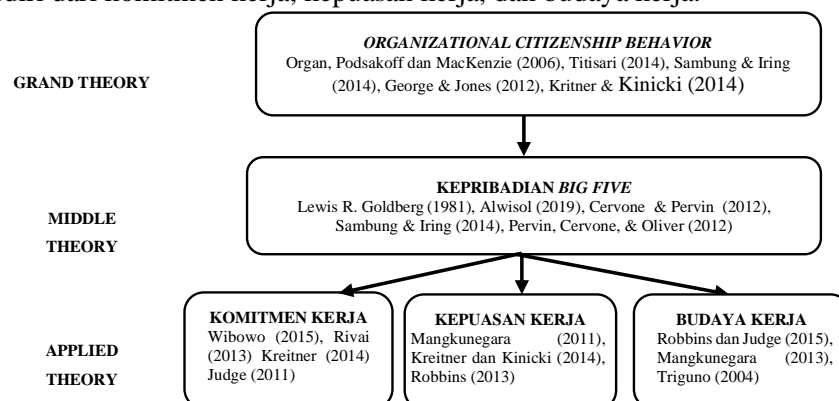 komitmen kerja, kepuasan kerja, dan budaya kerja.
ORGANIZATIONAL CITIZENSHIP BEHAVIOR
Organ, Podsakoff dan MacKenzie (2006), Titisari (2014), Sambung & Iring
(2014), George & Jones (2012), Kritner & Kinicki (2014)
GRAND THEORY
KEPRIBADIAN BIG FIVE
Lewis R. Goldberg (1981), Alwisol (2019), Cervone & Pervin (2012),
Sambung & Iring (2014), Pervin, Cervone, & Oliver (2012)
MIDDLE
THEORY
KOMITMEN KERJA
Wibowo (2015), Rivai
(2013) Kreitner (2014)
Judge (2011)
KEPUASAN KERJA
Mangkunegara (2011),
Kreitner dan Kinicki (2014),
Robbins (2013)
BUDAYA KERJA
Robbins dan Judge (2015),
Mangkunegara (2013),
Triguno (2004)
APPLIED
THEORY